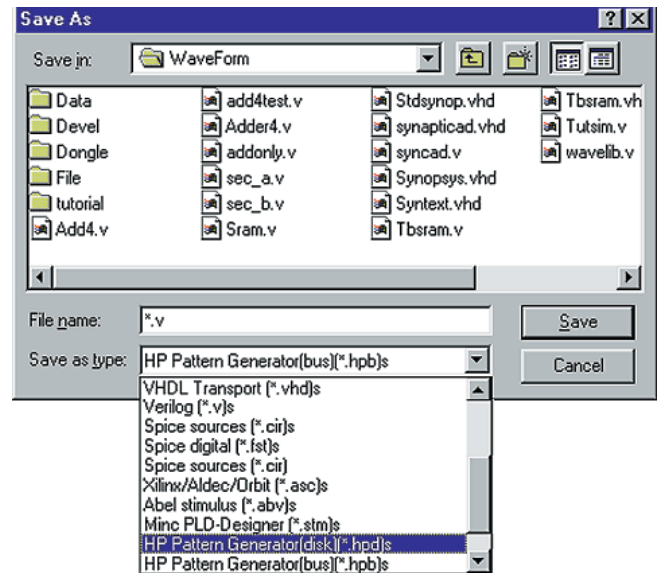 Save As
Save in: WaveForm
Data add4test.v Stdsynop.vhd Tbsram.vh
Devel Adder4.v synapticad.vhd Tutsim.v
Dongle addonly.v syncad.v wavelib.v
File sec_a.v Synopsys.vhd
tutorial sec_b.v Syntext.vhd
Add4.v Sram.v Tbsram.v
File name: *.v Save
Save as type: HP Pattern Generator(bus)(*.hpb)s Cancel
VHDL Transport (*.vhd)s
Verilog (*.v)s
Spice sources (*.cir)s
Spice digital (*.fst)s
Spice sources (*.cir)
Xilinx/Aldec/Orbit (*.asc)s
Abel stimulus (*.abv)s
Minc PLD-Designer (*.stm)s
HP Pattern Generator(disk)(*.hpd)s
HP Pattern Generator(bus)(*.hpb)s